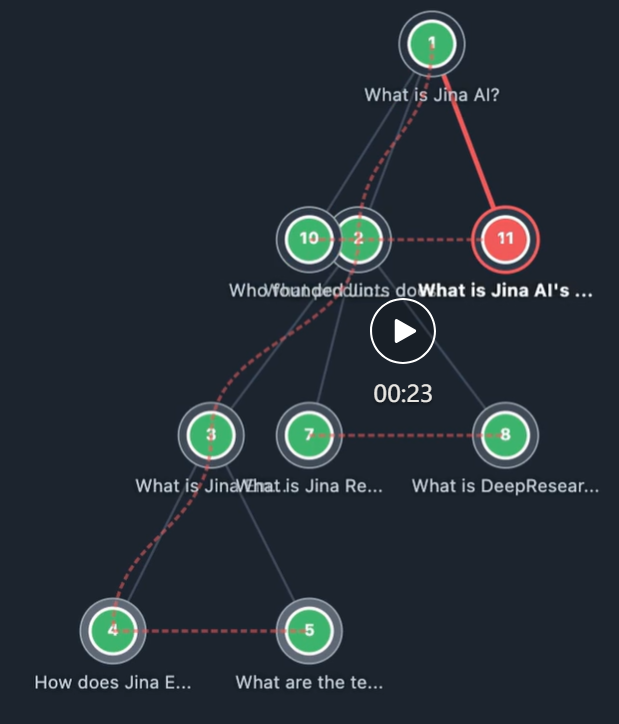 1
What is Jina AI?
10
2
11
Who founded Jin...
What products do...
What is Jina AI's ...
00:23
3
7
8
What is Jina Em...
What is Jina Re...
What is DeepResear...
4
5
How does Jina E...
What are the te...